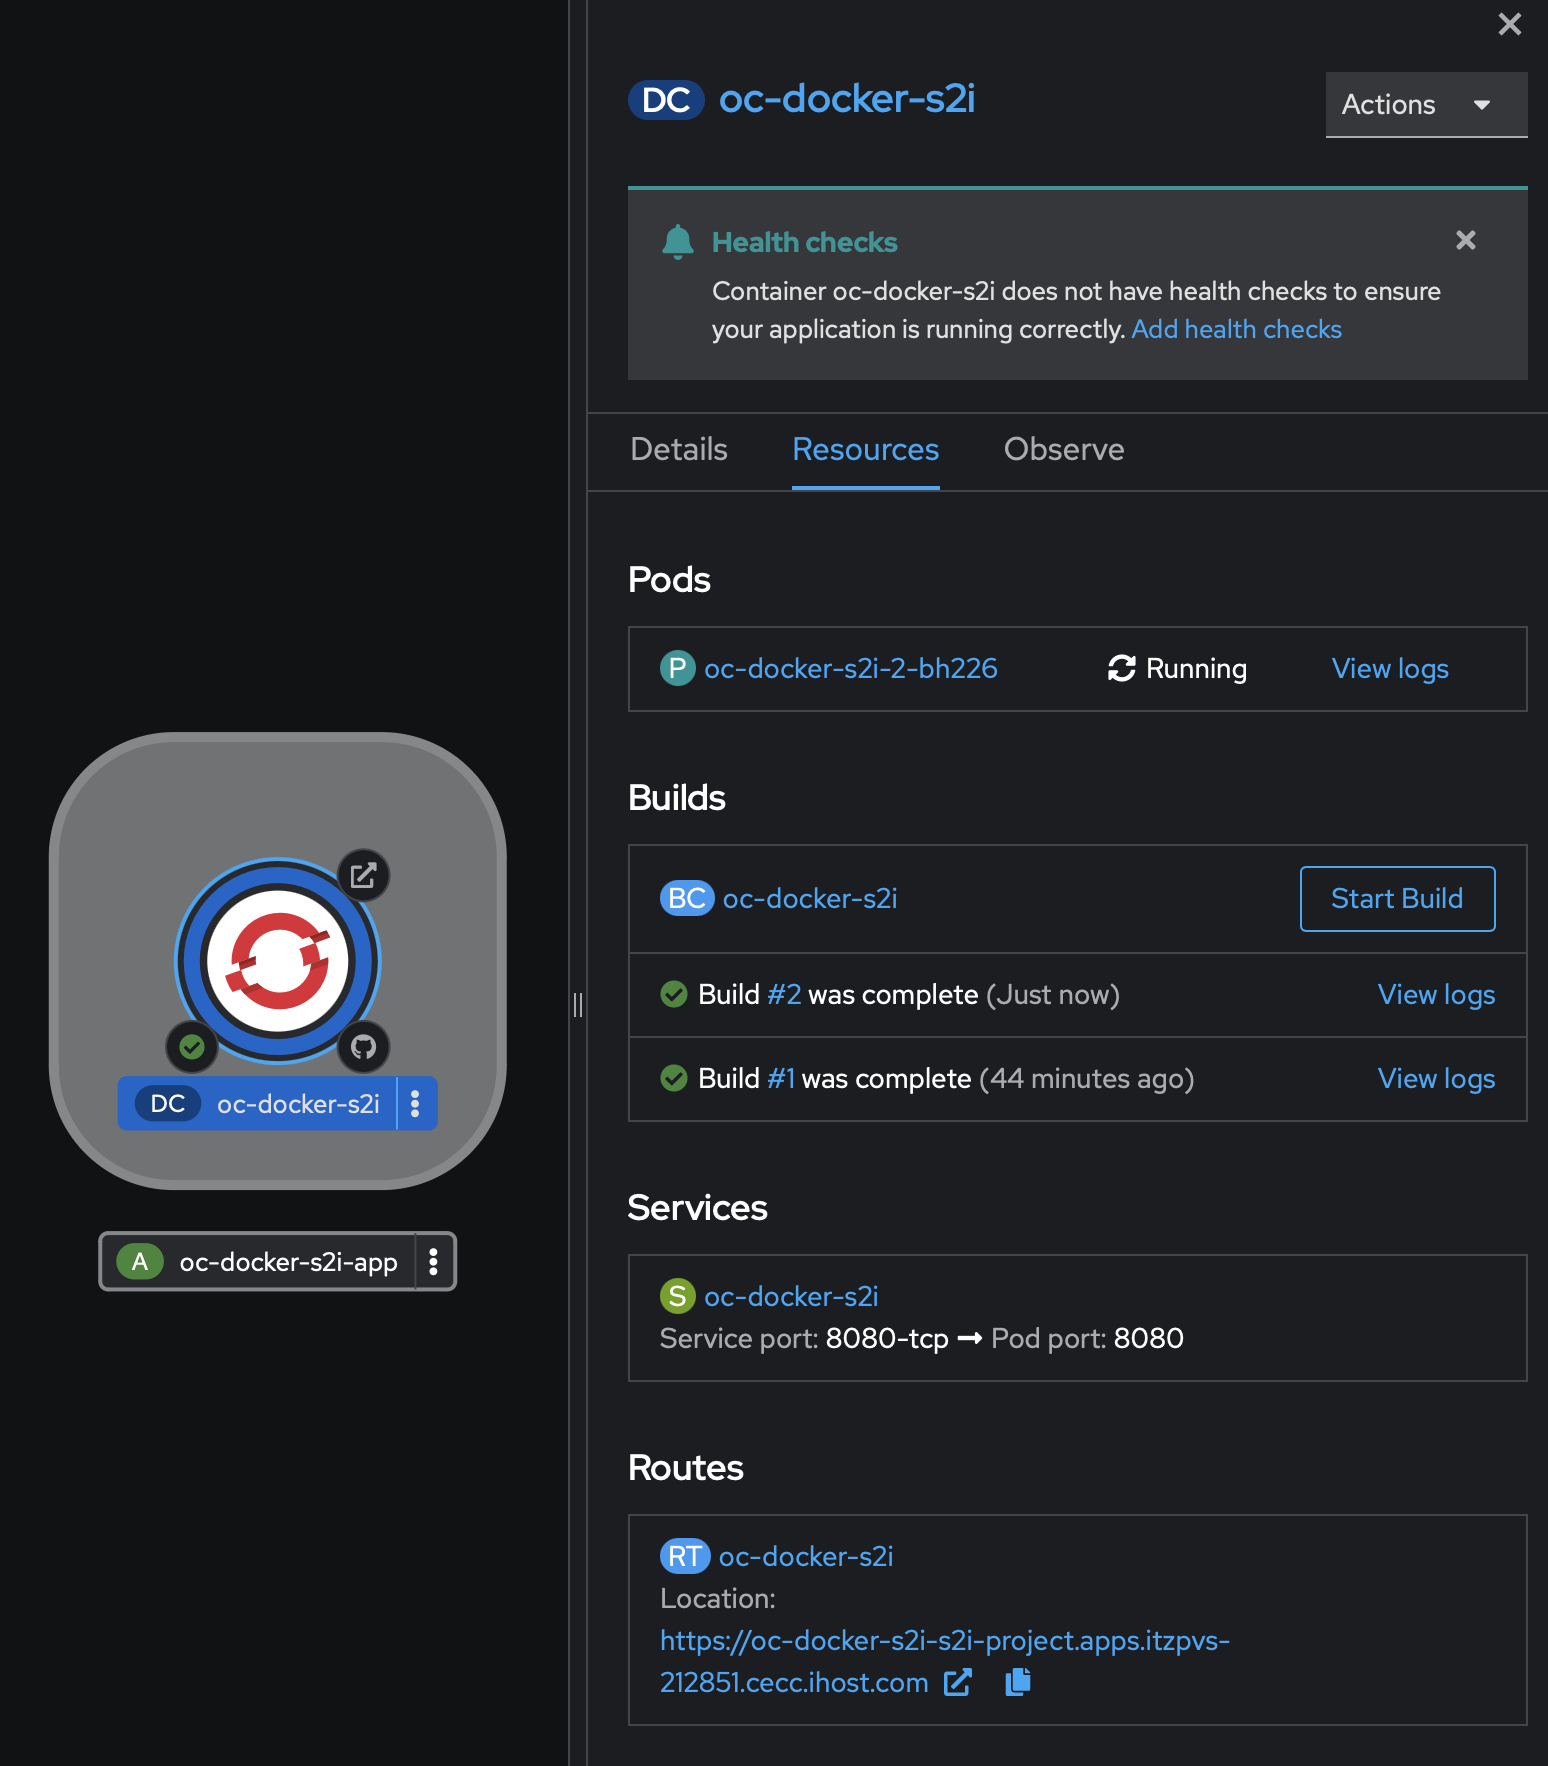 DC oc-docker-s2i
Actions
Health checks
Container oc-docker-s2i does not have health checks to ensure
your application is running correctly. Add health checks
Details Resources Observe
Pods
P oc-docker-s2i-2-bh226 Running View logs
Builds
BC oc-docker-s2i Start Build
Build #2 was complete (Just now) View logs
Build #1 was complete (44 minutes ago) View logs
Services
S oc-docker-s2i
Service port: 8080-tcp ➞ Pod port: 8080
Routes
RT oc-docker-s2i
Location:
https://oc-docker-s2i-s2i-project.apps.itzpvs-
212851.cecc.ihost.com
DC oc-docker-s2i
A oc-docker-s2i-app